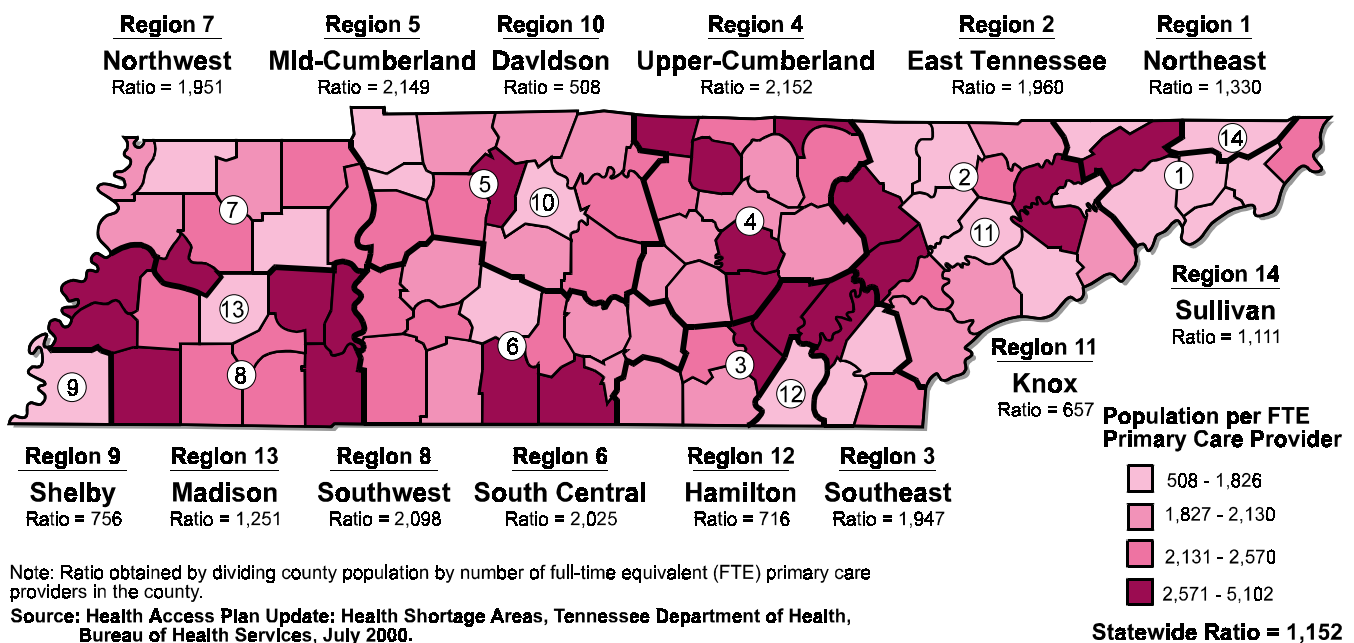 Region 7
Northwest
Ratio = 1,951
Region 5
MId-Cumberland
Ratio = 2,149
Region 10
DavIdson
Ratio = 508
Region 4
Upper-Cumberland
Ratio = 2,152
Region 2
East Tennessee
Ratio = 1,960
Region 1
Northeast
Ratio = 1,330
14
1
2
5
10
7
4
11
13
6
3
8
9
12
Region 14
Sullivan
Ratio = 1,111
Region 11
Knox
Ratio = 657
Region 9
Shelby
Ratio = 756
Region 13
Madison
Ratio = 1,251
Region 8
Southwest
Ratio = 2,098
Region 6
South Central
Ratio = 2,025
Region 12
Hamilton
Ratio = 716
Region 3
Southeast
Ratio = 1,947
Population per FTE
Primary Care Provider
508 - 1,826
1,827 - 2,130
2,131 - 2,570
2,571 - 5,102
Statewide Ratio = 1,152
Note: Ratio obtained by dividing county population by number of full-time equivalent (FTE) primary care
providers in the county.
Source: Health Access Plan Update: Health Shortage Areas, Tennessee Department of Health,
Bureau of Health Services, July 2000.